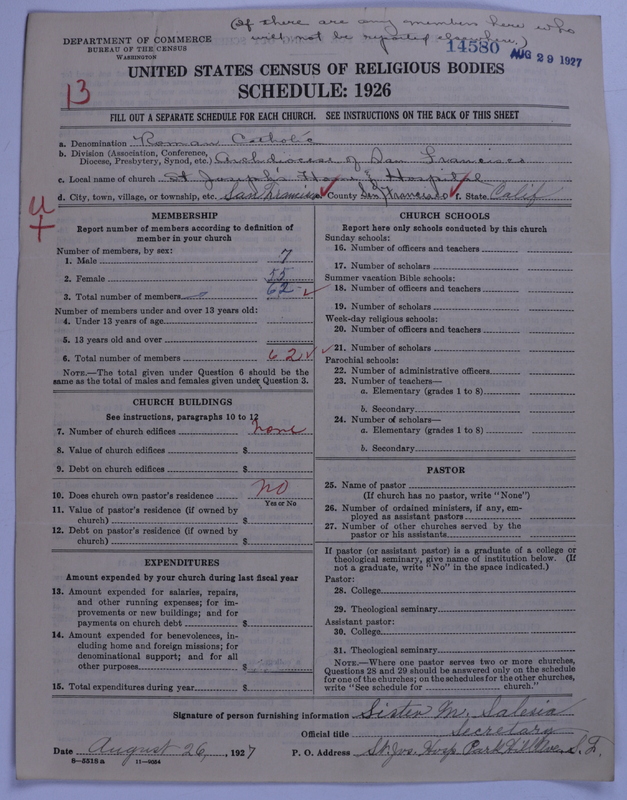 (If there are any members here who
will not be reported elsewhere.)
DEPARTMENT OF COMMERCE
BUREAU OF THE CENSUS
WASHINGTON
14580
AUG 29 1927
UNITED STATES CENSUS OF RELIGIOUS BODIES
SCHEDULE: 1926
13
FILL OUT A SEPARATE SCHEDULE FOR EACH CHURCH. SEE INSTRUCTIONS ON THE BACK OF THIS SHEET
a. Denomination Roman Catholic
b. Division (Association, Conference,
Diocese, Presbytery, Synod, etc.) Archdiocese of San Francisco
c. Local name of church St Joseph's Home & Hospital
d. City, town, village, or township, etc. San Francisco e. County San Francisco f. State Calif
MEMBERSHIP
Report number of members according to definition of
member in your church
Number of members, by sex:
1. Male 7
2. Female 55
3. Total number of members 62
Number of members under and over 13 years old:
4. Under 13 years of age
5. 13 years old and over
6. Total number of members 62
NOTE.—The total given under Question 6 should be the
same as the total of males and females given under Question 3.
CHURCH BUILDINGS
See instructions, paragraphs 10 to 12
7. Number of church edifices none
8. Value of church edifices $
9. Debt on church edifices $
10. Does church own pastor's residence no
Yes or No
11. Value of pastor's residence (if owned by
church) $
12. Debt on pastor's residence (if owned by
church) $
EXPENDITURES
Amount expended by your church during last fiscal year
13. Amount expended for salaries, repairs,
and other running expenses; for im-
provements or new buildings; and for
payments on church debt $
14. Amount expended for benevolences, in-
cluding home and foreign missions; for
denominational support; and for all
other purposes $
15. Total expenditures during year $
CHURCH SCHOOLS
Report here only schools conducted by this church
Sunday schools:
16. Number of officers and teachers
17. Number of scholars
Summer vacation Bible schools:
18. Number of officers and teachers
19. Number of scholars
Week-day religious schools:
20. Number of officers and teachers
21. Number of scholars
Parochial schools:
22. Number of administrative officers
23. Number of teachers—
a. Elementary (grades 1 to 8)
b. Secondary
24. Number of scholars—
a. Elementary (grades 1 to 8)
b. Secondary
PASTOR
25. Name of pastor
(If church has no pastor, write "None")
26. Number of ordained ministers, if any, em-
ployed as assistant pastors
27. Number of other churches served by the
pastor or his assistants
If pastor (or assistant pastor) is a graduate of a college or
theological seminary, give name of institution below. (If
not a graduate, write "No" in the space indicated.)
Pastor:
28. College
29. Theological seminary
Assistant pastor:
30. College
31. Theological seminary
NOTE.—Where one pastor serves two or more churches,
Questions 28 and 29 should be answered only on the schedule
for one of the churches; on the schedules for the other churches,
write "See schedule for church."
Signature of person furnishing information Sister M. Salesia
Official title Secretary
Date August 26, 1927 P. O. Address St. Jos. Hosp. Park Hill Ave. S. F.
8—5518 a 11—9064